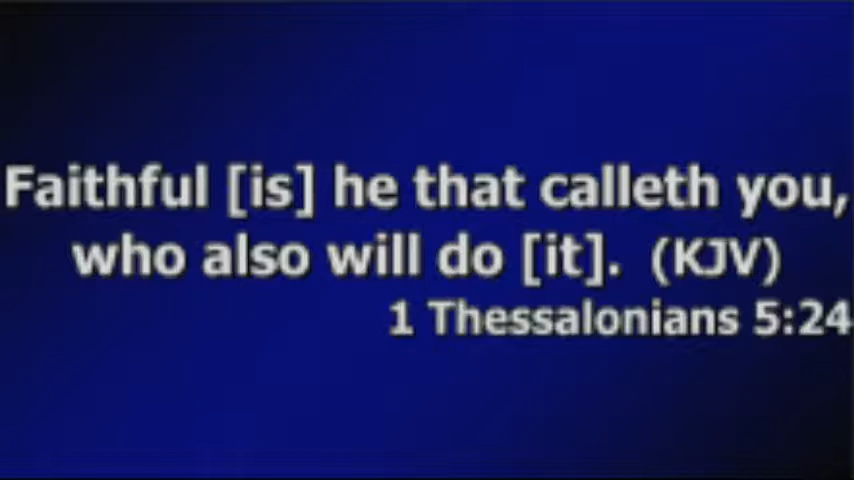 Faithful [is] he that calleth you,
who also will do [it].  (KJV)
1 Thessalonians 5:24